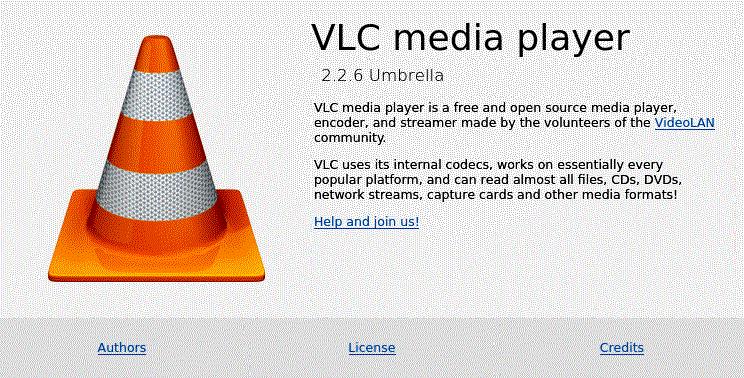 VLC media player
2.2.6 Umbrella
VLC media player is a free and open source media player,
encoder, and streamer made by the volunteers of the VideoLAN
community.
VLC uses its internal codecs, works on essentially every
popular platform, and can read almost all files, CDs, DVDs,
network streams, capture cards and other media formats!
Help and join us!
Authors License Credits